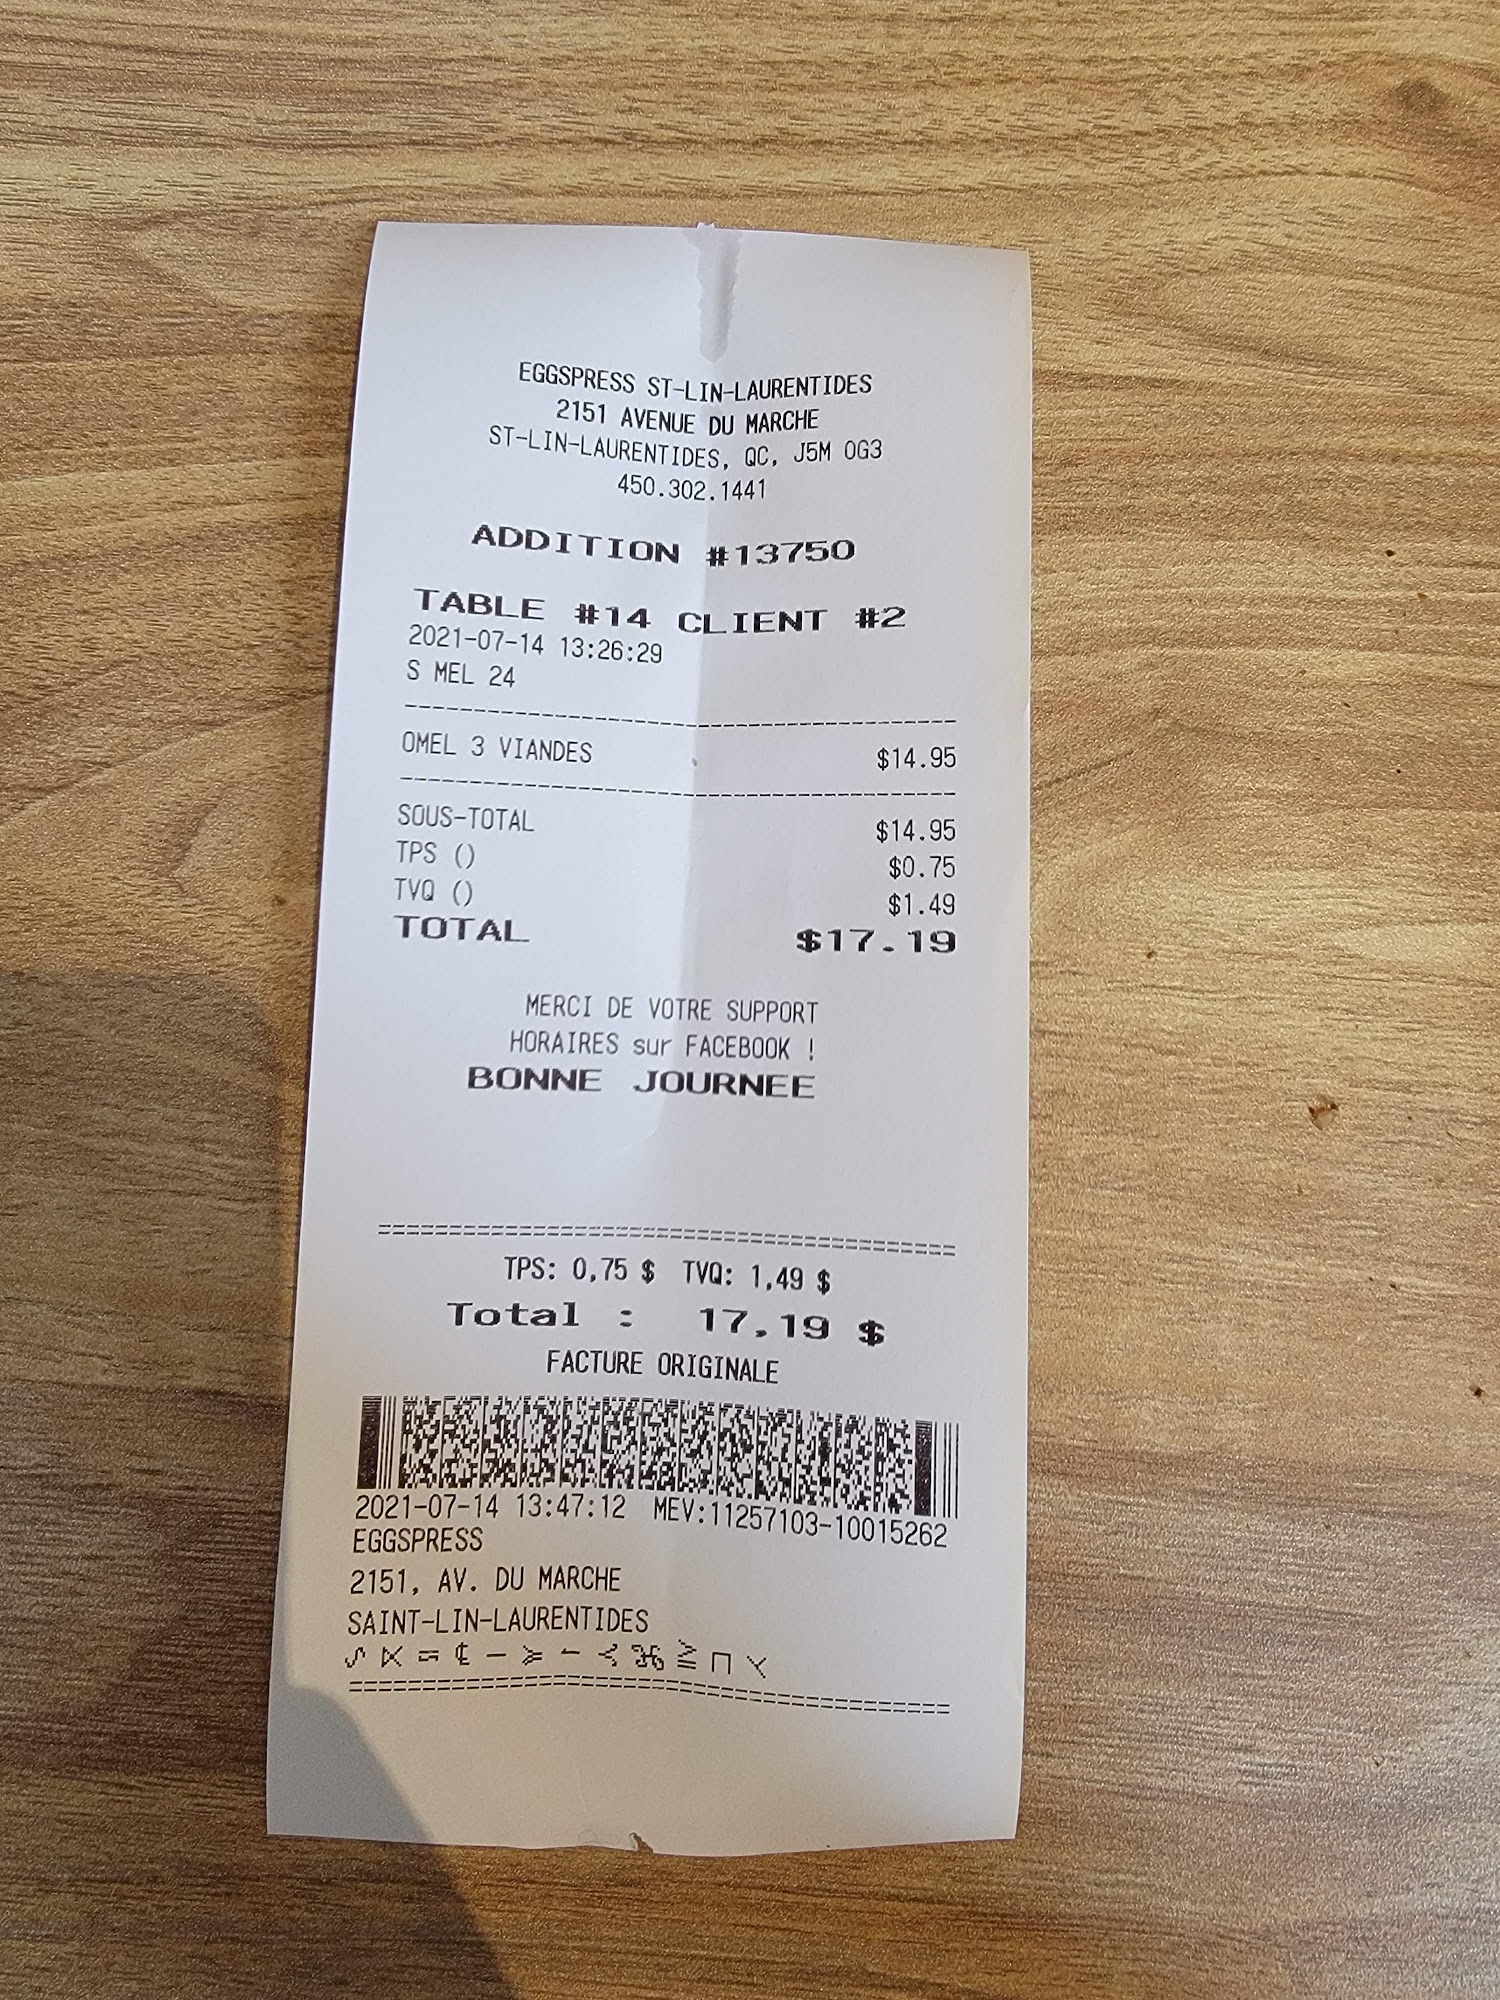 EGGSPRESS ST-LIN-LAURENTIDES
2151 AVENUE DU MARCHE
ST-LIN-LAURENTIDES, QC, J5M 0G3
450.302.1441
ADDITION #13750
TABLE #14 CLIENT #2
2021-07-14 13:26:29
S MEL 24
OMEL 3 VIANDES $14.95
SOUS-TOTAL $14.95
TPS () $0.75
TVQ () $1.49
TOTAL $17.19
MERCI DE VOTRE SUPPORT
HORAIRES sur FACEBOOK !
BONNE JOURNEE
TPS: 0,75 $ TVQ: 1,49 $
Total : 17,19 $
FACTURE ORIGINALE
2021-07-14 13:47:12 MEV:11257103-10015262
EGGSPRESS
2151, AV. DU MARCHE
SAINT-LIN-LAURENTIDES